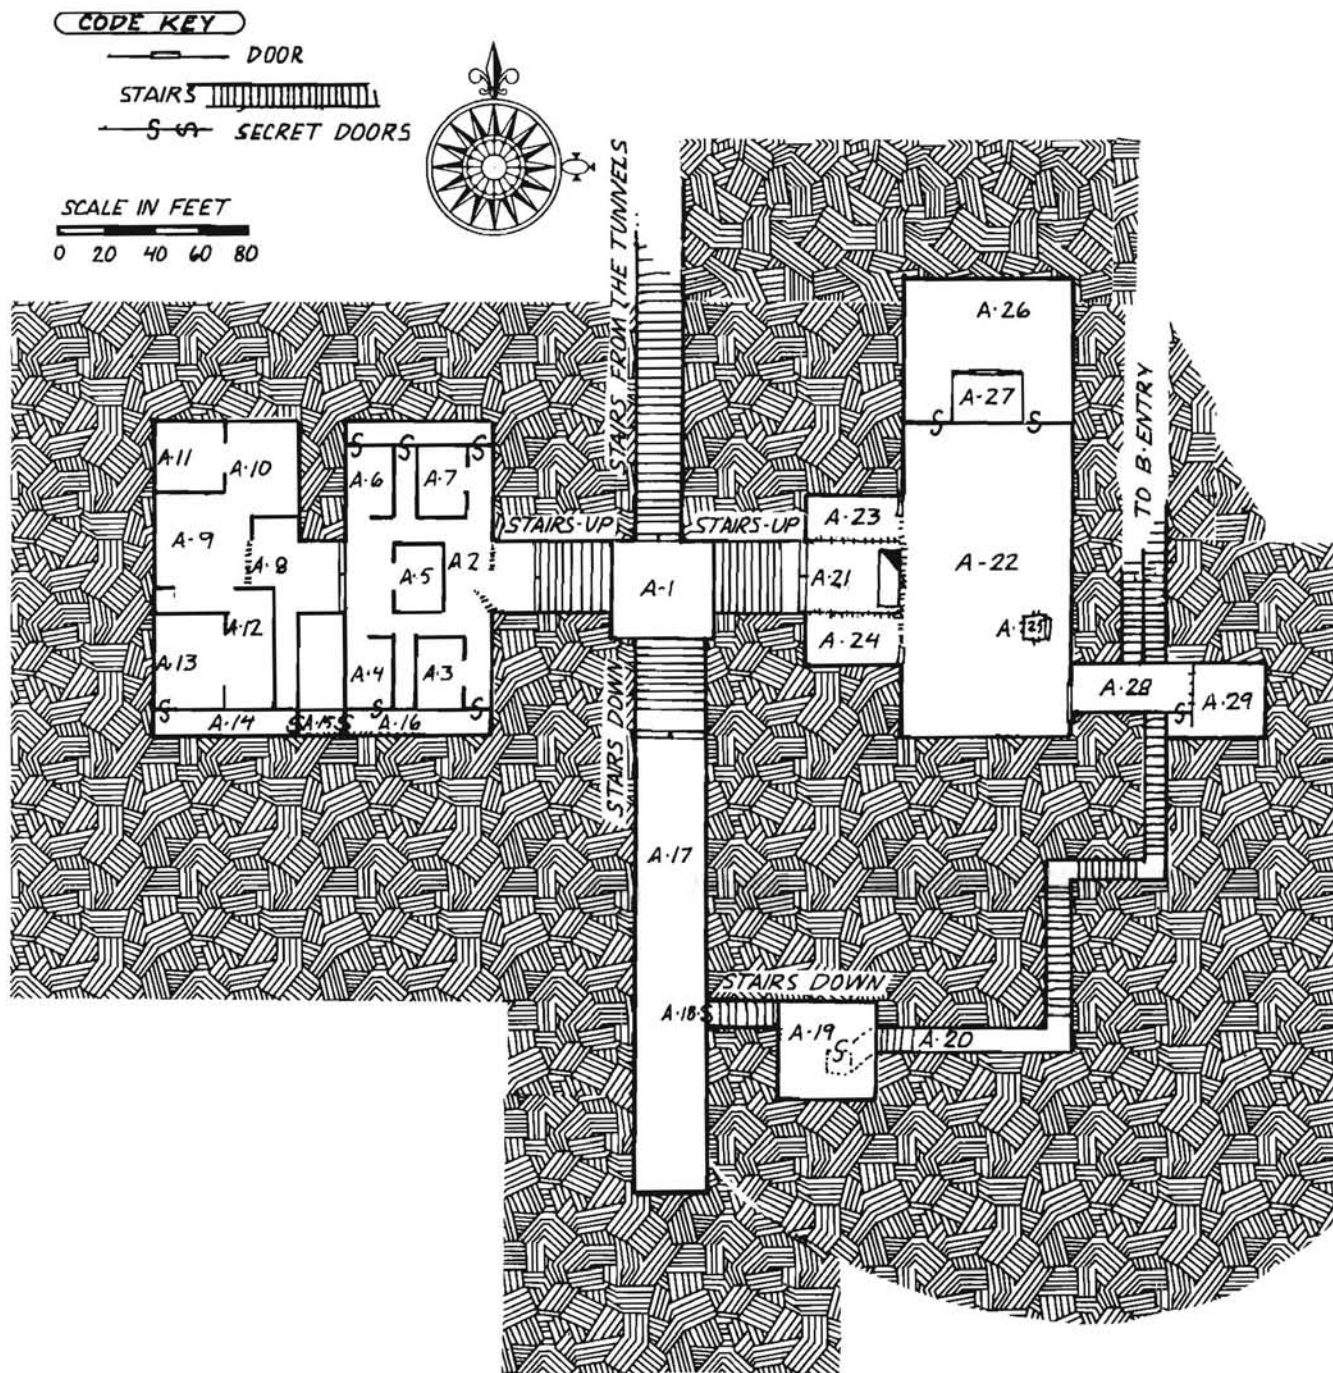 CODE KEY
DOOR
STAIRS
S S SECRET DOORS
SCALE IN FEET
0 20 40 60 80
STAIRS FROM THE TUNNELS
TO B-ENTRY
A·26
A·27
S S
A·11
A·10
S S S
A·6
A·7
STAIRS-UP
STAIRS-UP
A·23
A·9
A·8
A·5
A2
A-1
A·21
A-22
A·12
A·24
A·25
A·13
A·4
A·3
A·28
A·29
S
S
S
S
A·14
S
A·15
S
A·16
STAIRS DOWN
A·17
STAIRS DOWN
A·18·S
A·19
S
A·20